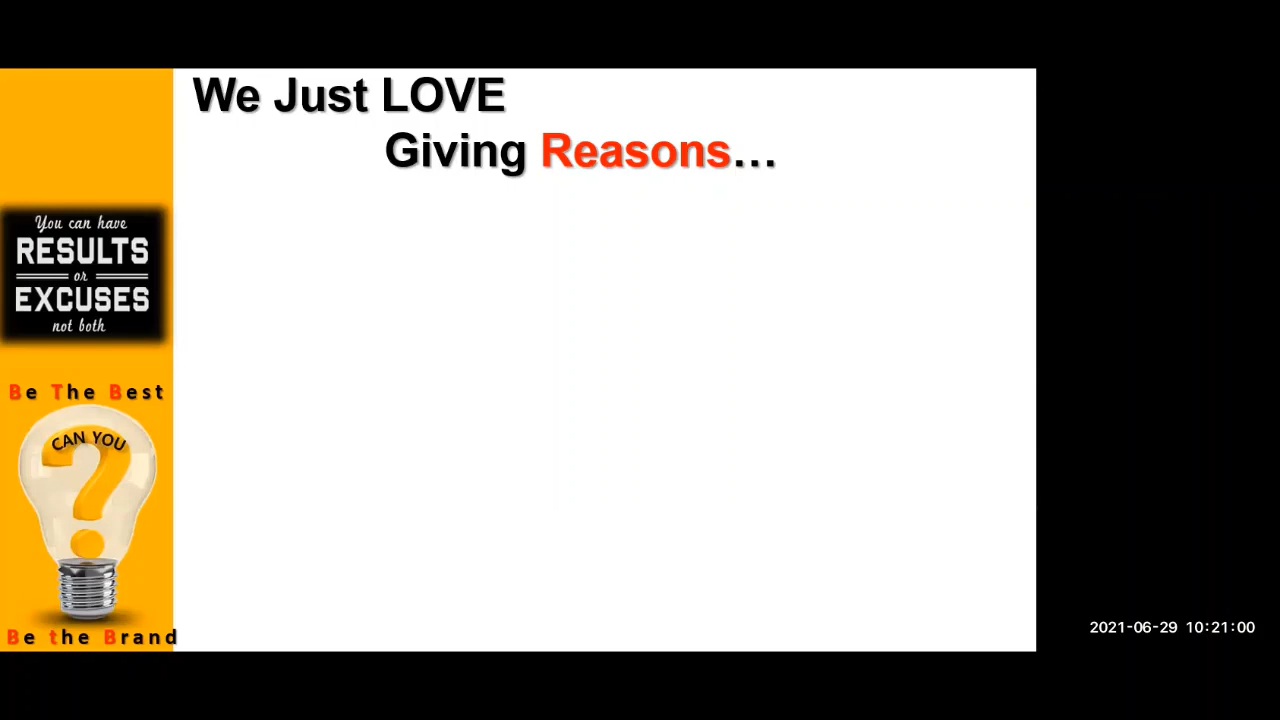 We Just LOVE
Giving Reasons…
You can have
RESULTS
or
EXCUSES
not both
Be The Best
CAN YOU
?
Be the Brand
2021-06-29 10:21:00